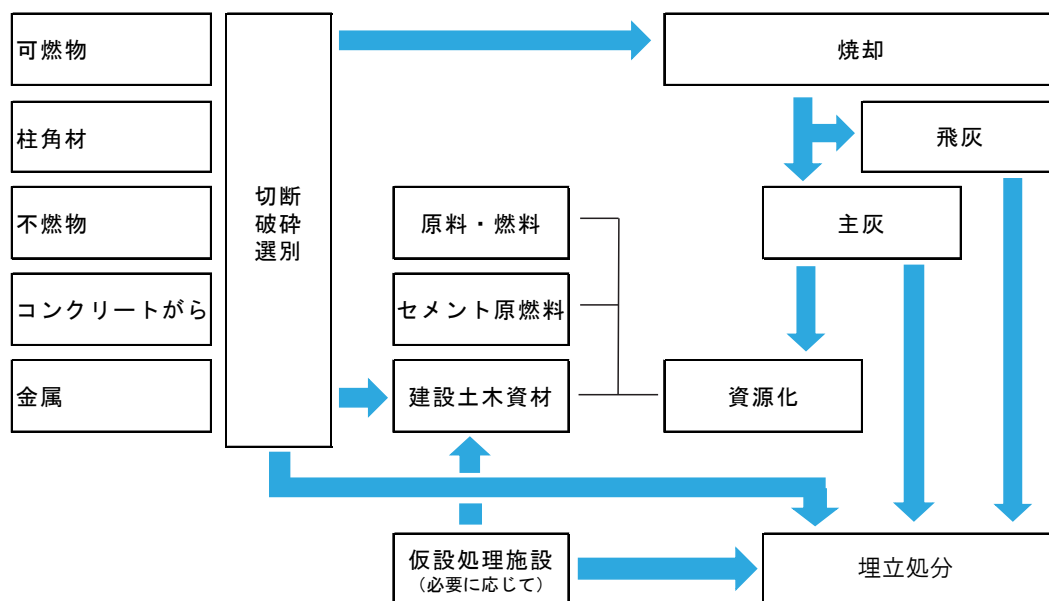 可燃物
柱角材
不燃物
コンクリートがら
金属
切断
破砕
選別
原料・燃料
セメント原燃料
建設土木資材
仮設処理施設
（必要に応じて）
焼却
飛灰
主灰
資源化
埋立処分